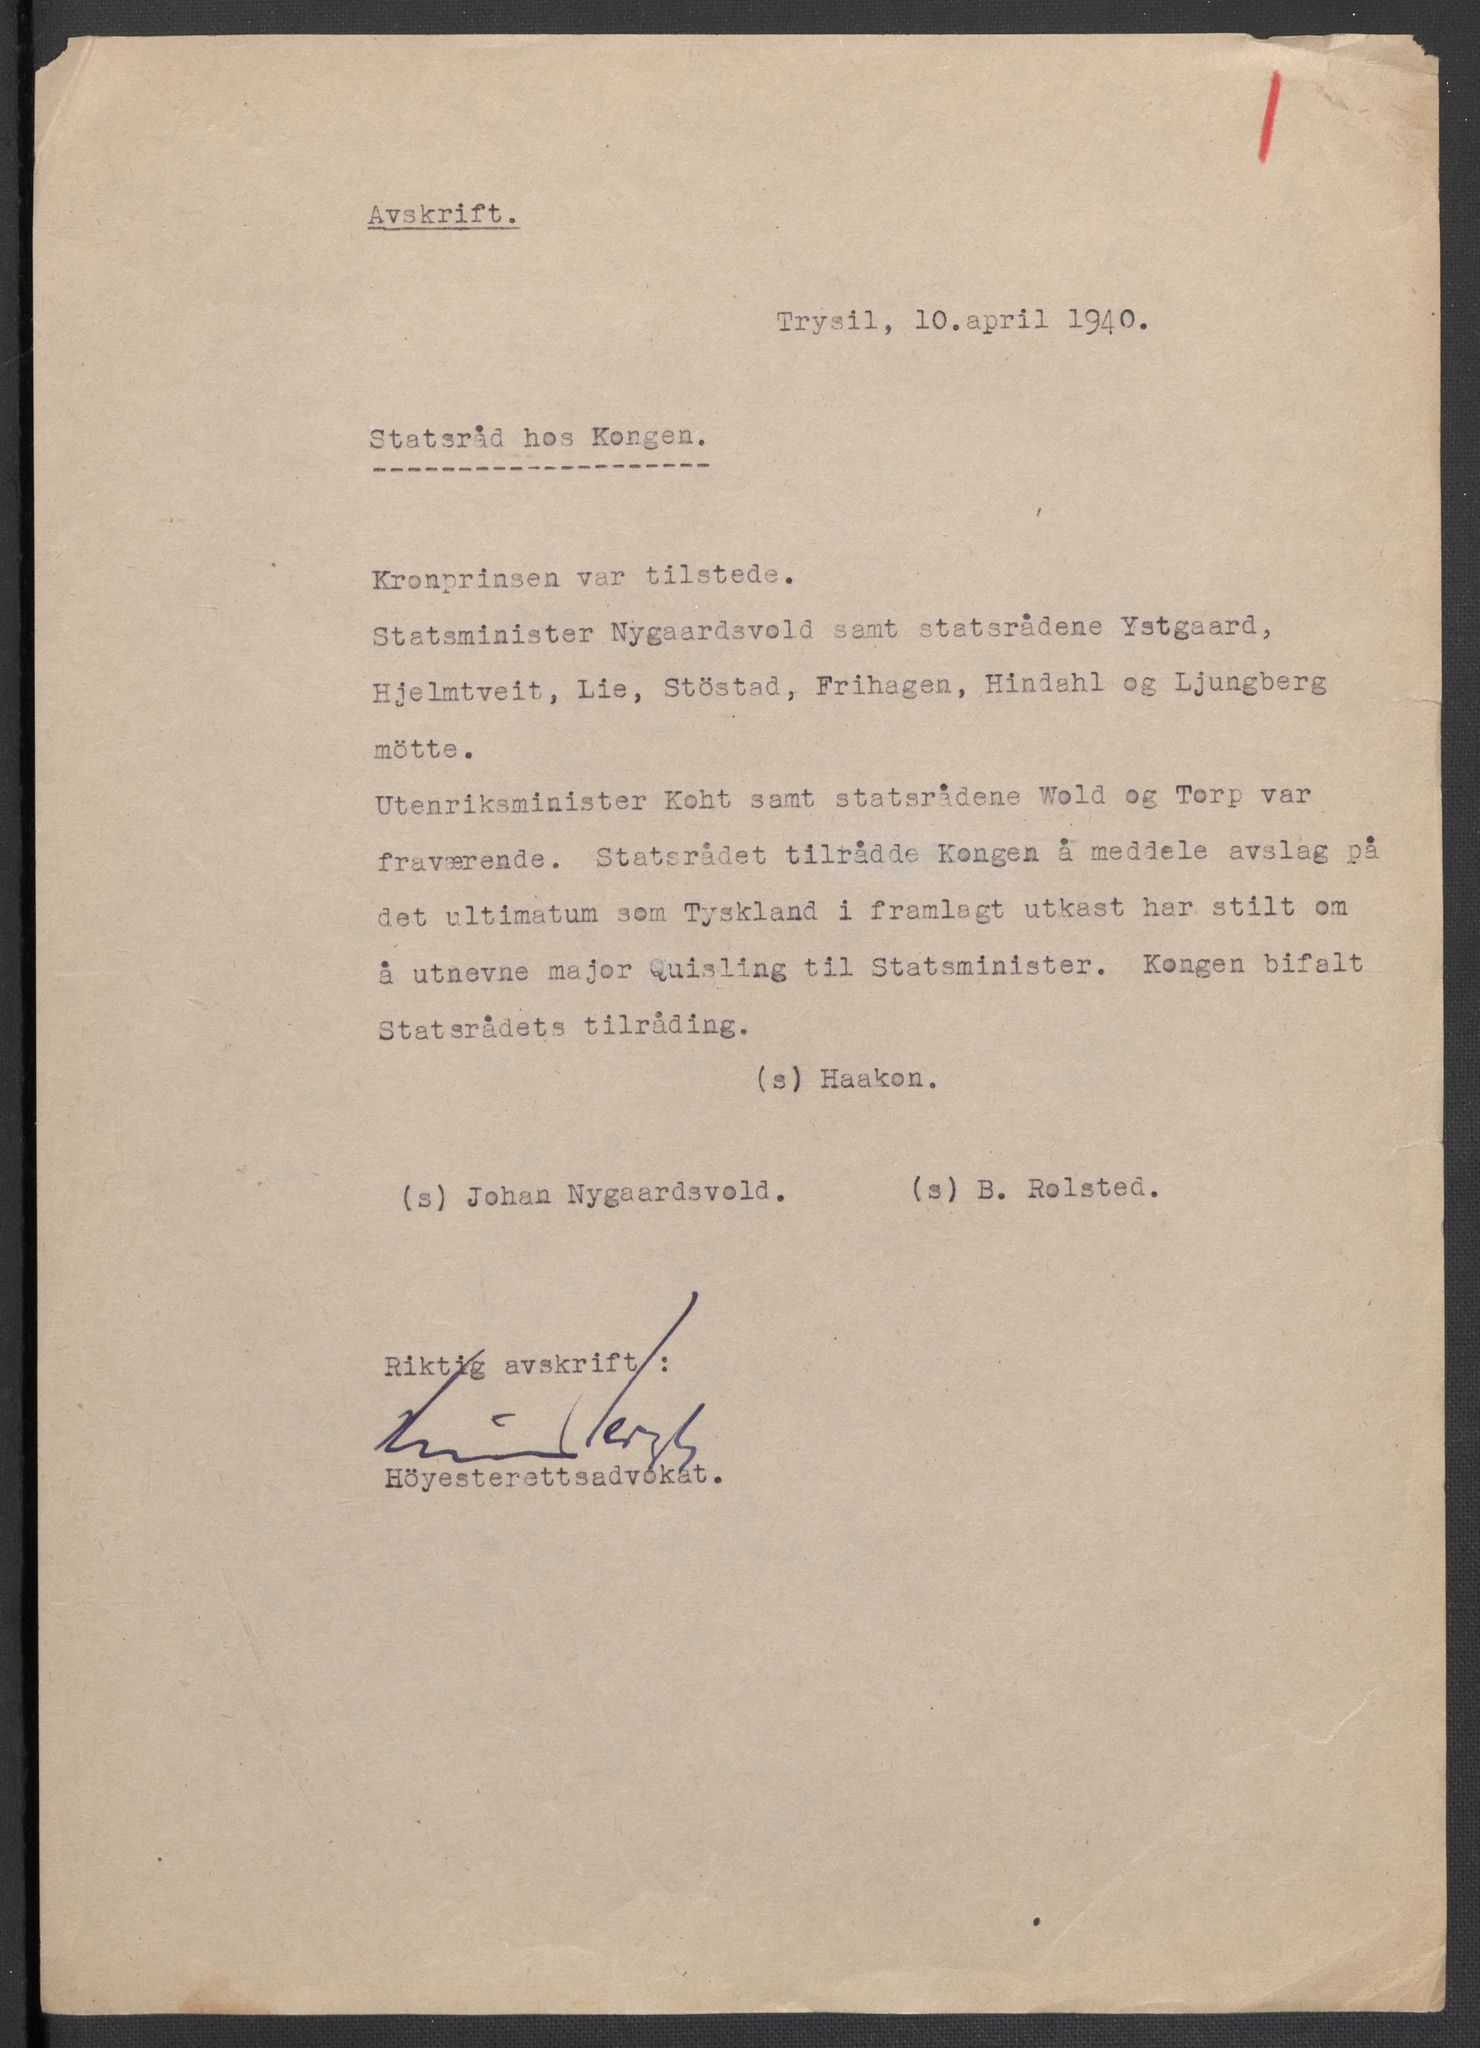 Avskrift.
Trysil, 10.april 1940.
Statsråd hos Kongen.
Kronprinsen var tilstede.
Statsminister Nygaardsvold samt statsrådene Ystgaard,
Hjelmtveit, Lie, Stöstad, Frihagen, Hindahl og Ljungberg
mötte.
Utenriksminister Koht samt statsrådene Wold og Torp var
fraværende. Statsrådet tilrådde Kongen å meddele avslag på
det ultimatum som Tyskland i framlagt utkast har stilt om
å utnevne major Quisling til Statsminister. Kongen bifalt
Statsrådets tilråding.
(s) Haakon.
(s) Johan Nygaardsvold. (s) B. Rolsted.
Riktig avskrift:
Höyesterettsadvokat.